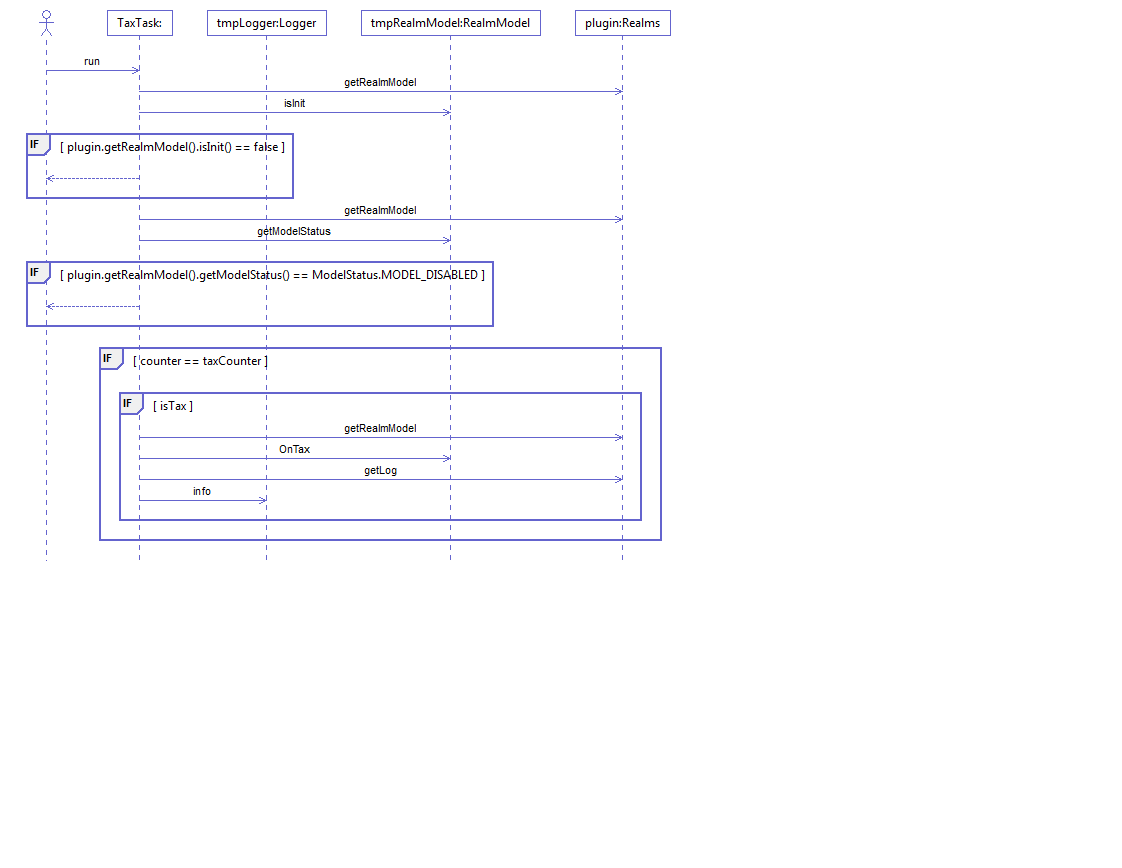 TaxTask: tmpLogger:Logger tmpRealmModel:RealmModel plugin:Realms
run
getRealmModel
isInit
IF [ plugin.getRealmModel().isInit() == false ]
getRealmModel
getModelStatus
IF [ plugin.getRealmModel().getModelStatus() == ModelStatus.MODEL_DISABLED ]
IF [ counter == taxCounter ]
IF [ isTax ]
getRealmModel
OnTax
getLog
info